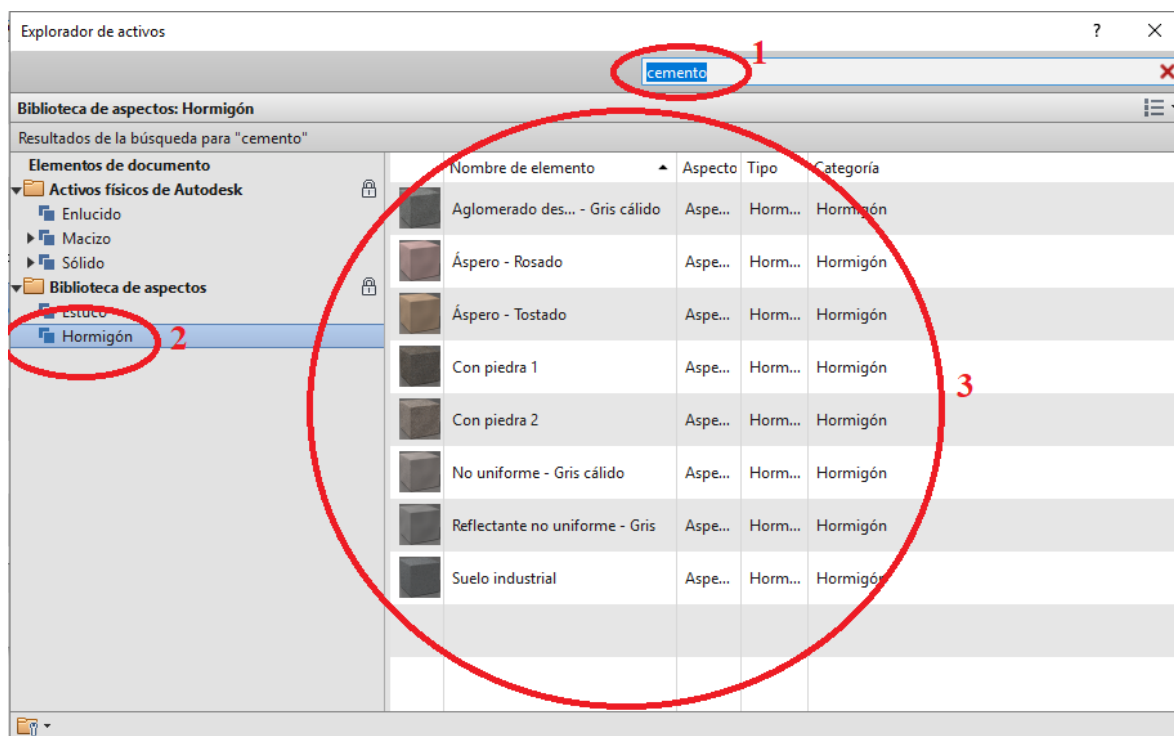 Explorador de activos
?
cemento
1
Biblioteca de aspectos: Hormigón
Resultados de la búsqueda para "cemento"
Elementos de documento
Activos físicos de Autodesk
Enlucido
Macizo
Sólido
Biblioteca de aspectos
Estuco
Hormigón
2
Nombre de elemento Aspecto Tipo Categoría
Aglomerado des... - Gris cálido Aspe... Horm... Hormigón
Áspero - Rosado Aspe... Horm... Hormigón
Áspero - Tostado Aspe... Horm... Hormigón
Con piedra 1 Aspe... Horm... Hormigón
Con piedra 2 Aspe... Horm... Hormigón
No uniforme - Gris cálido Aspe... Horm... Hormigón
Reflectante no uniforme - Gris Aspe... Horm... Hormigón
Suelo industrial Aspe... Horm... Hormigón
3